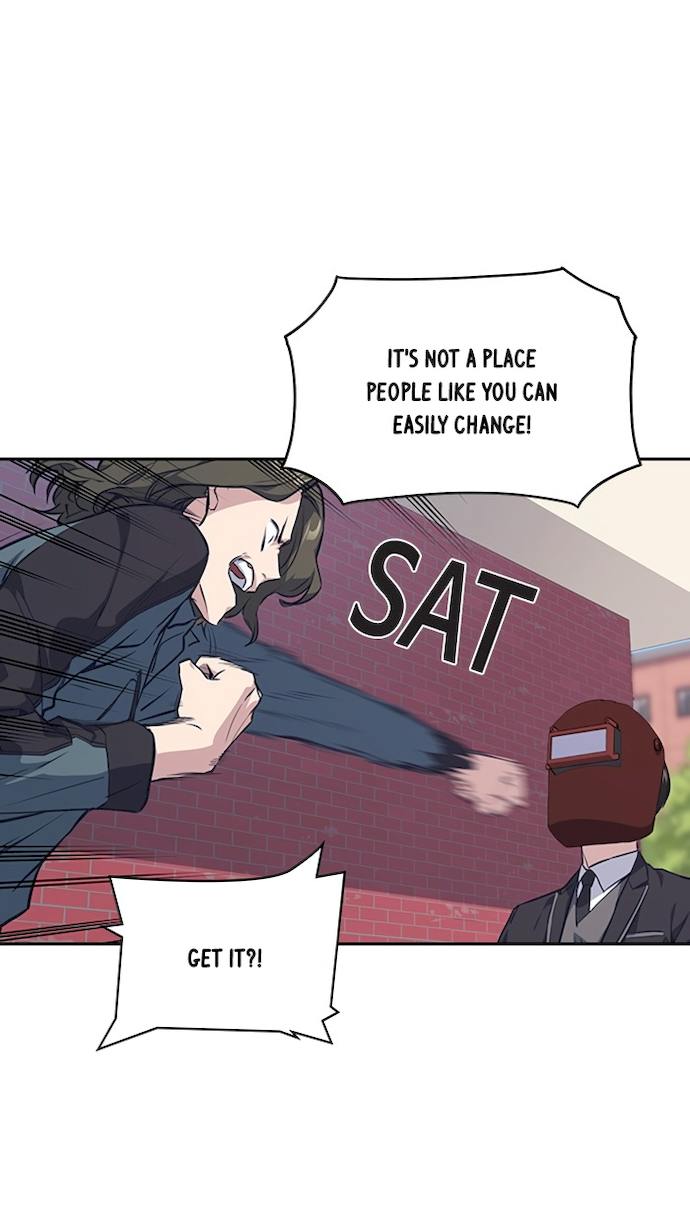 IT'S NOT A PLACE
PEOPLE LIKE YOU CAN
EASILY CHANGE!
SAT
GET IT?!